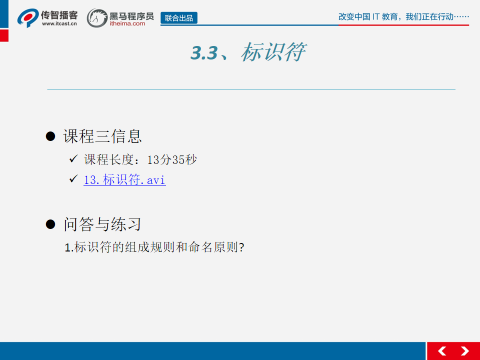 传智播客
www.itcast.cn
黑马程序员
itheima.com
联合出品
改变中国 IT 教育，我们正在行动……
3.3、标识符
课程三信息
课程长度：13分35秒
13.标识符.avi
问答与练习
1.标识符的组成规则和命名原则?